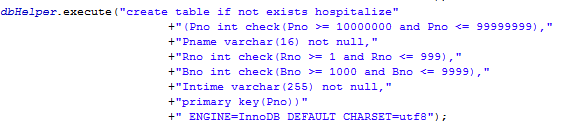 dbHelper.execute("create table if not exists hospitalize"
+"(Pno int check(Pno >= 10000000 and Pno <= 99999999),"
+"Pname varchar(16) not null,"
+"Rno int check(Rno >= 1 and Rno <= 999),"
+"Bno int check(Bno >= 1000 and Bno <= 9999),"
+"Intime varchar(255) not null,"
+"primary key(Pno))"
+" ENGINE=InnoDB DEFAULT CHARSET=utf8");